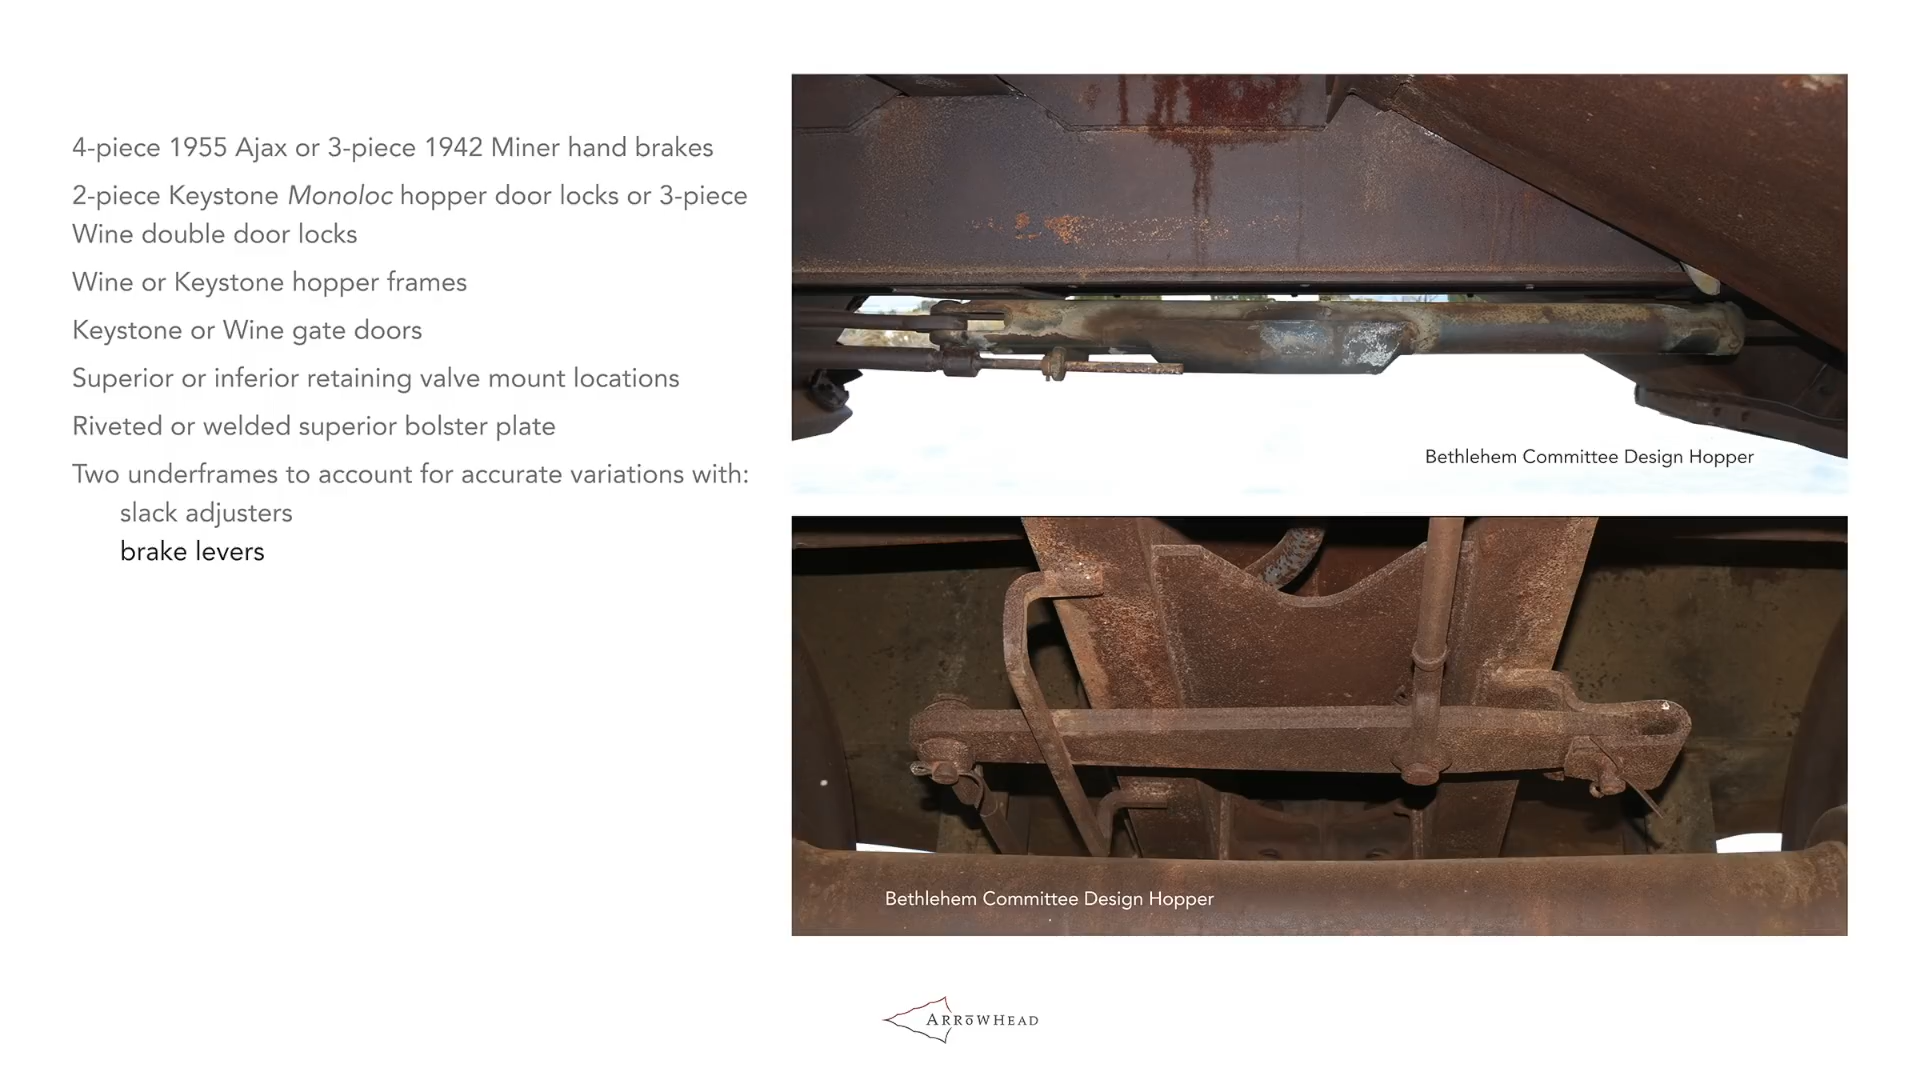 4-piece 1955 Ajax or 3-piece 1942 Miner hand brakes
2-piece Keystone Monoloc hopper door locks or 3-piece
Wine double door locks
Wine or Keystone hopper frames
Keystone or Wine gate doors
Superior or inferior retaining valve mount locations
Riveted or welded superior bolster plate
Two underframes to account for accurate variations with:
slack adjusters
brake levers
Bethlehem Committee Design Hopper
Bethlehem Committee Design Hopper
ARRŌWHEAD